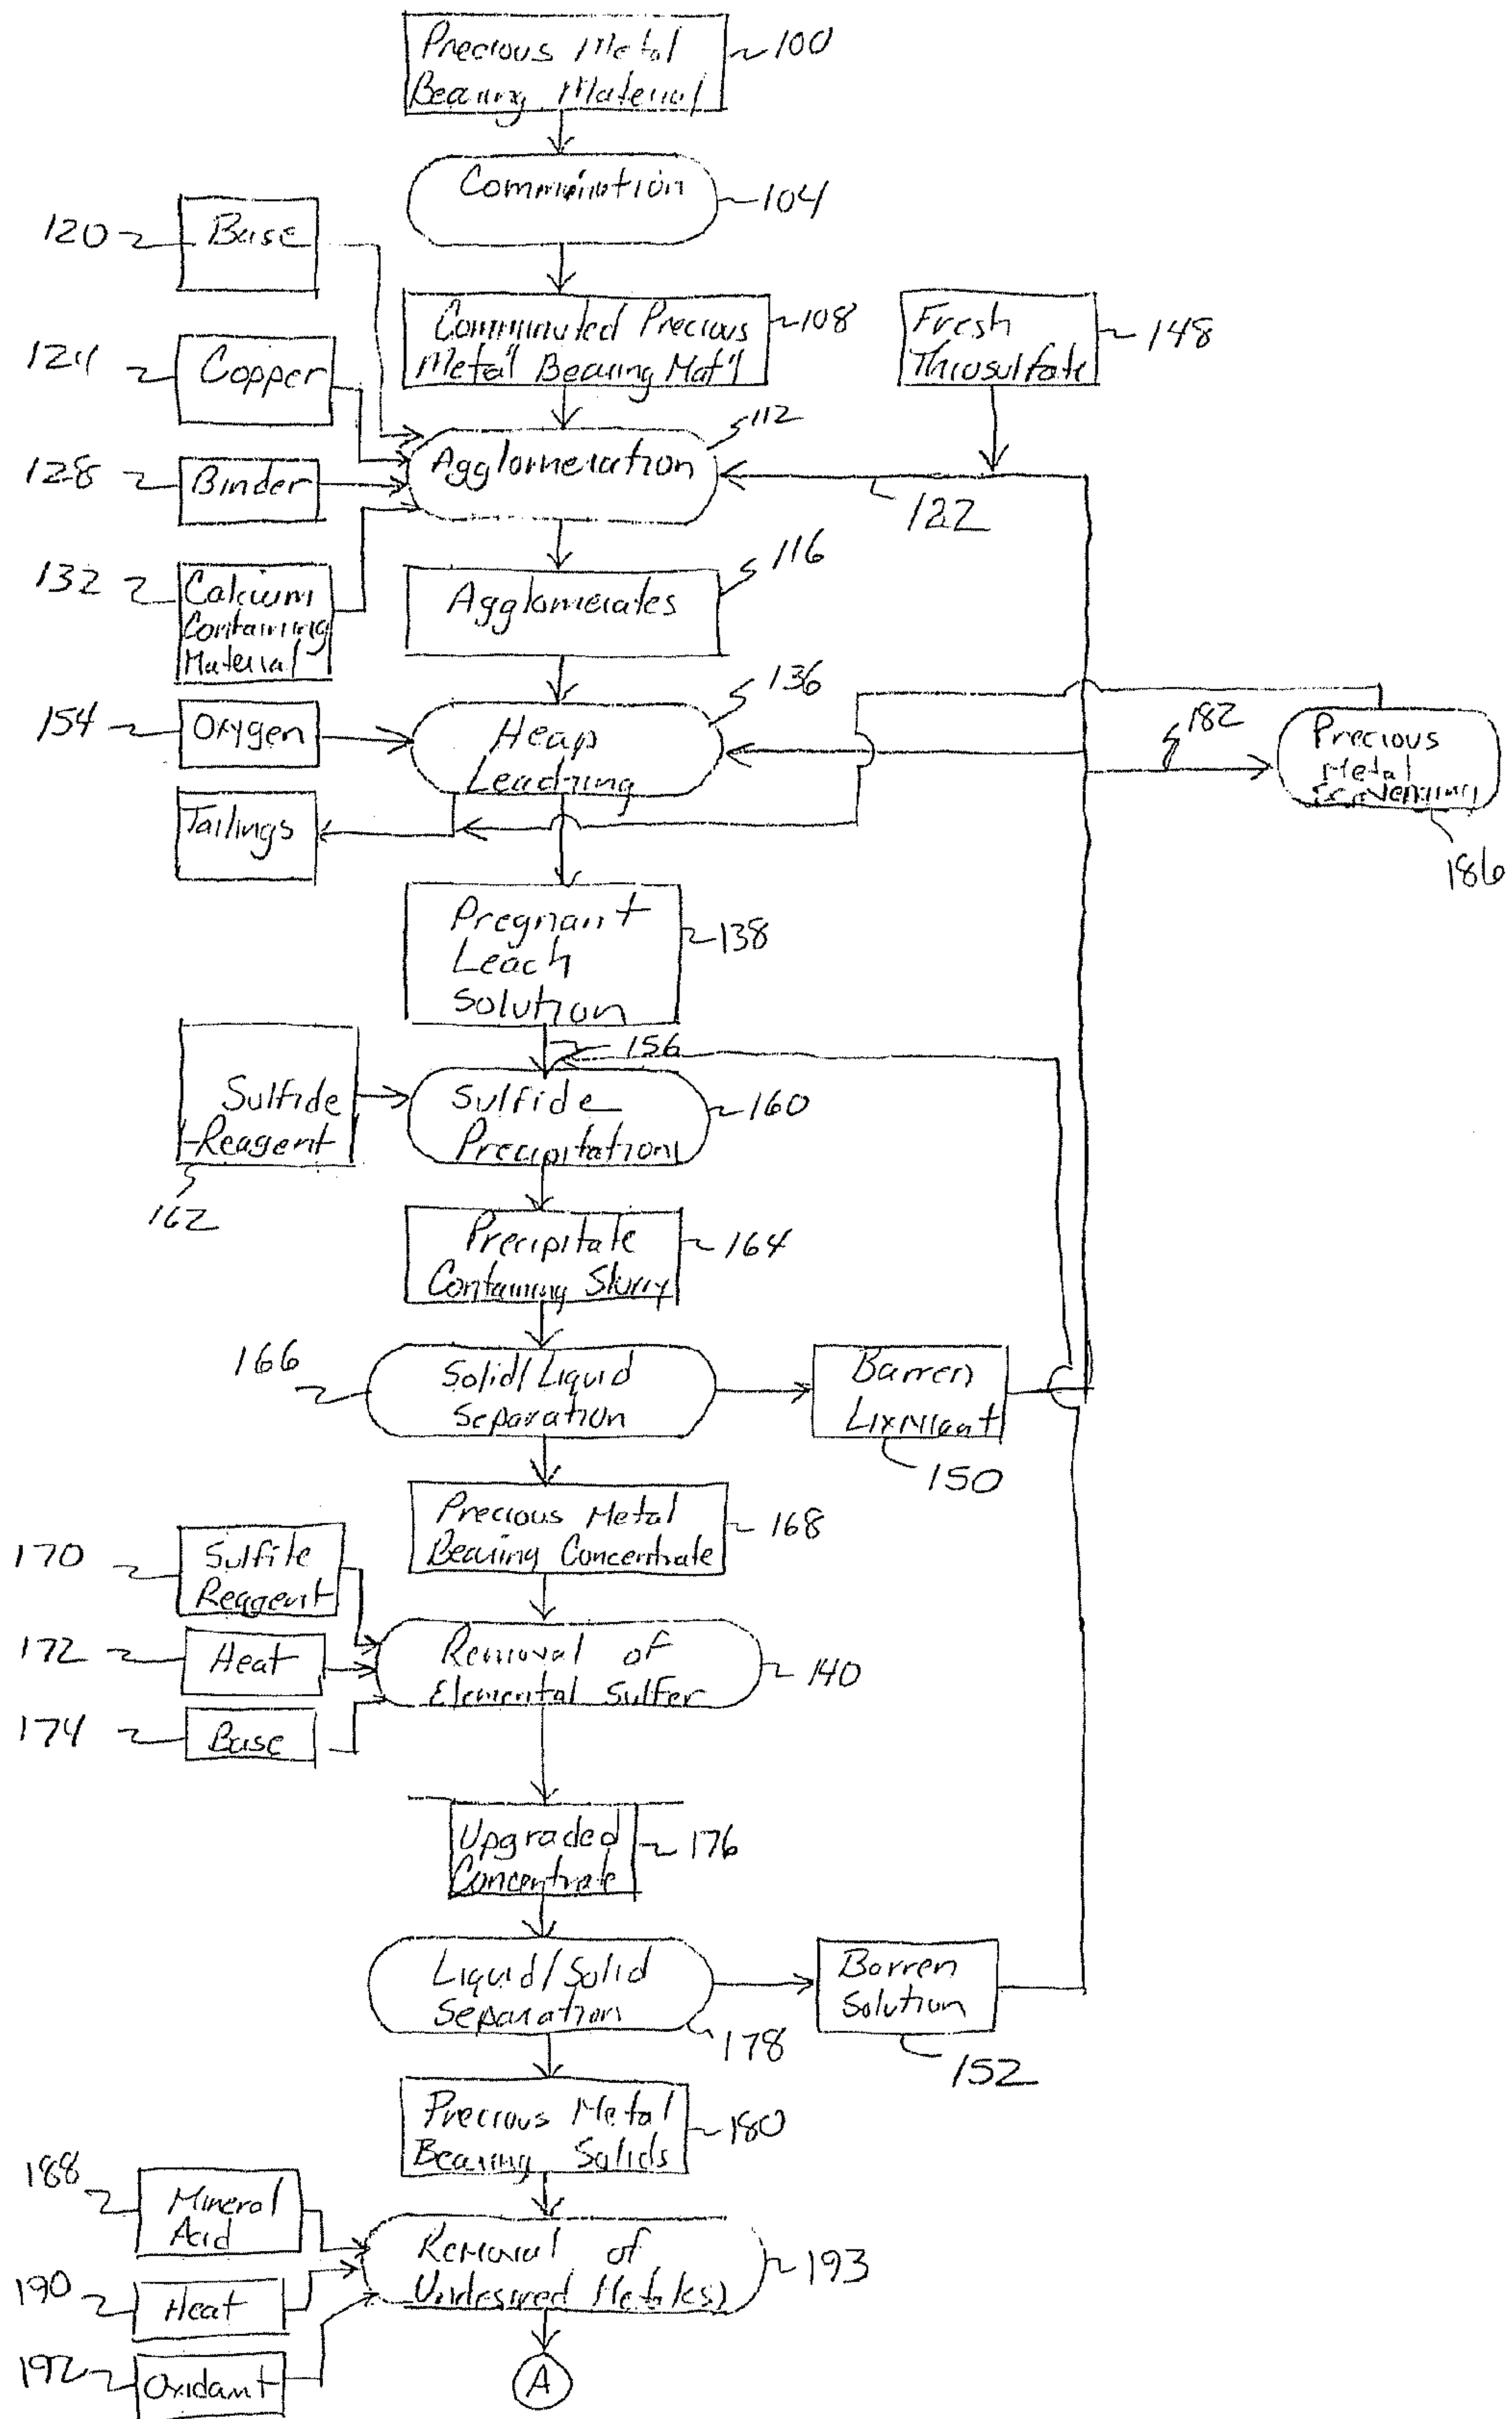 Precious Metal
Bearing Material
100
Comminution
104
120
Base
Comminuted Precious
Metal Bearing Mat'l
108
Fresh
Thiosulfate
148
124
Copper
112
Agglomeration
122
128
Binder
132
Calcium
Containing
Material
Agglomerates
116
154
Oxygen
Heap
Leaching
136
182
Precious
Metal
Scavenging
186
Tailings
Pregnant
Leach
Solution
138
156
Sulfide
Reagent
162
Sulfide
Precipitation
160
Precipitate
Containing Slurry
164
166
Solid/Liquid
Separation
Barren
Lixiviant
150
Precious Metal
Bearing Concentrate
168
170
Sulfite
Reagent
172
Heat
174
Base
Removal of
Elemental Sulfer
140
Upgraded
Concentrate
176
Liquid/Solid
Separation
178
Barren
Solution
152
Precious Metal
Bearing Solids
180
188
Mineral
Acid
190
Heat
192
Oxidant
Removal of
Undesired Metal(s)
193
A